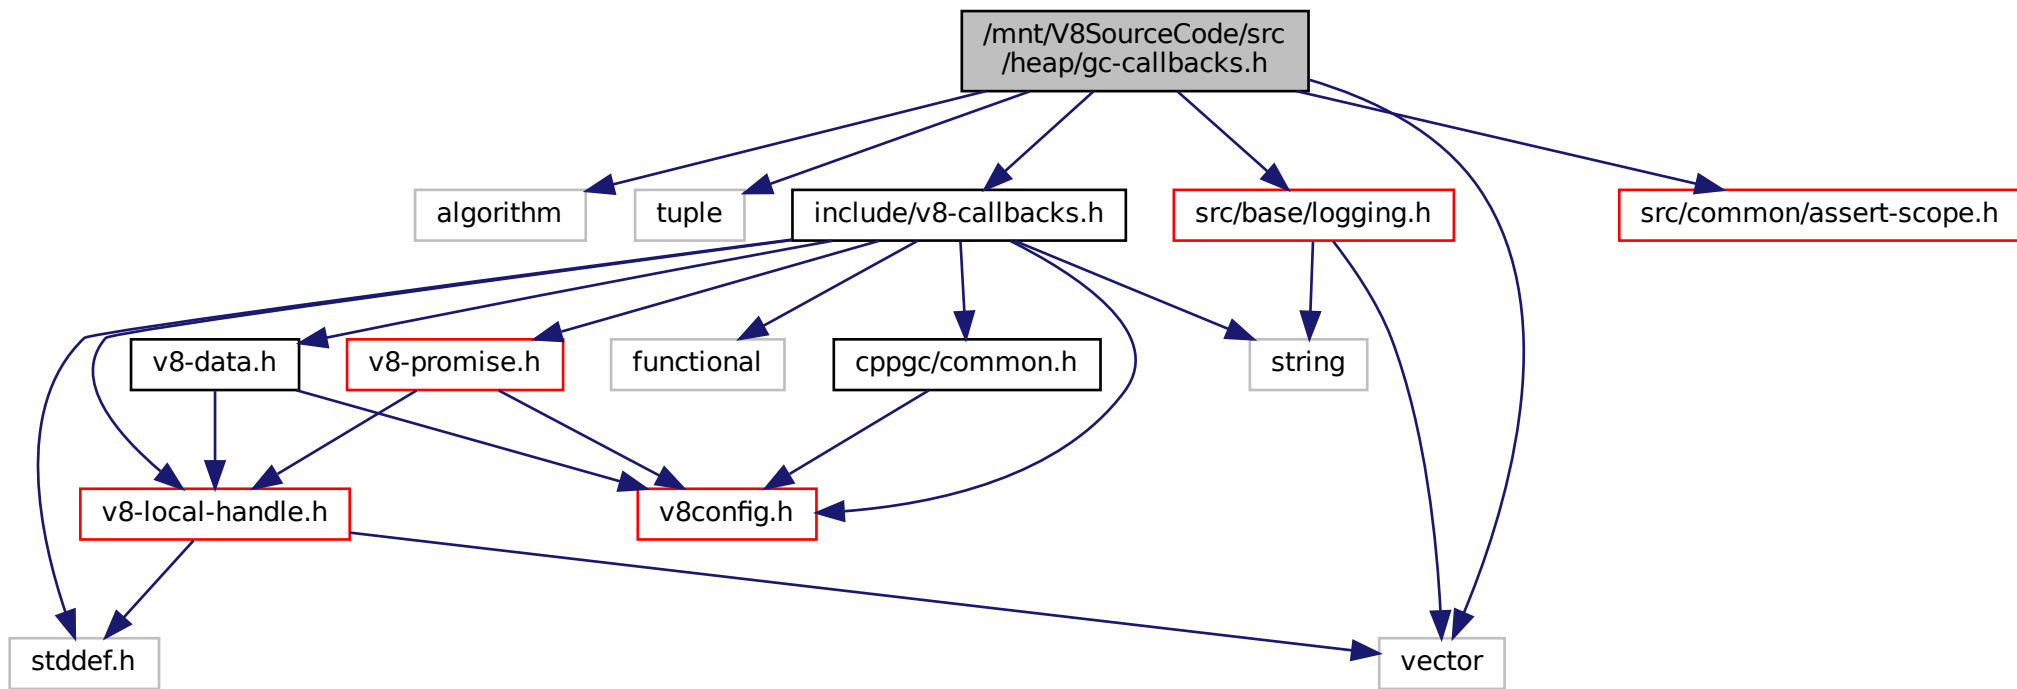 /mnt/V8SourceCode/src
/heap/gc-callbacks.h
algorithm
tuple
include/v8-callbacks.h
src/base/logging.h
src/common/assert-scope.h
v8-data.h
v8-promise.h
functional
cppgc/common.h
string
v8-local-handle.h
v8config.h
stddef.h
vector